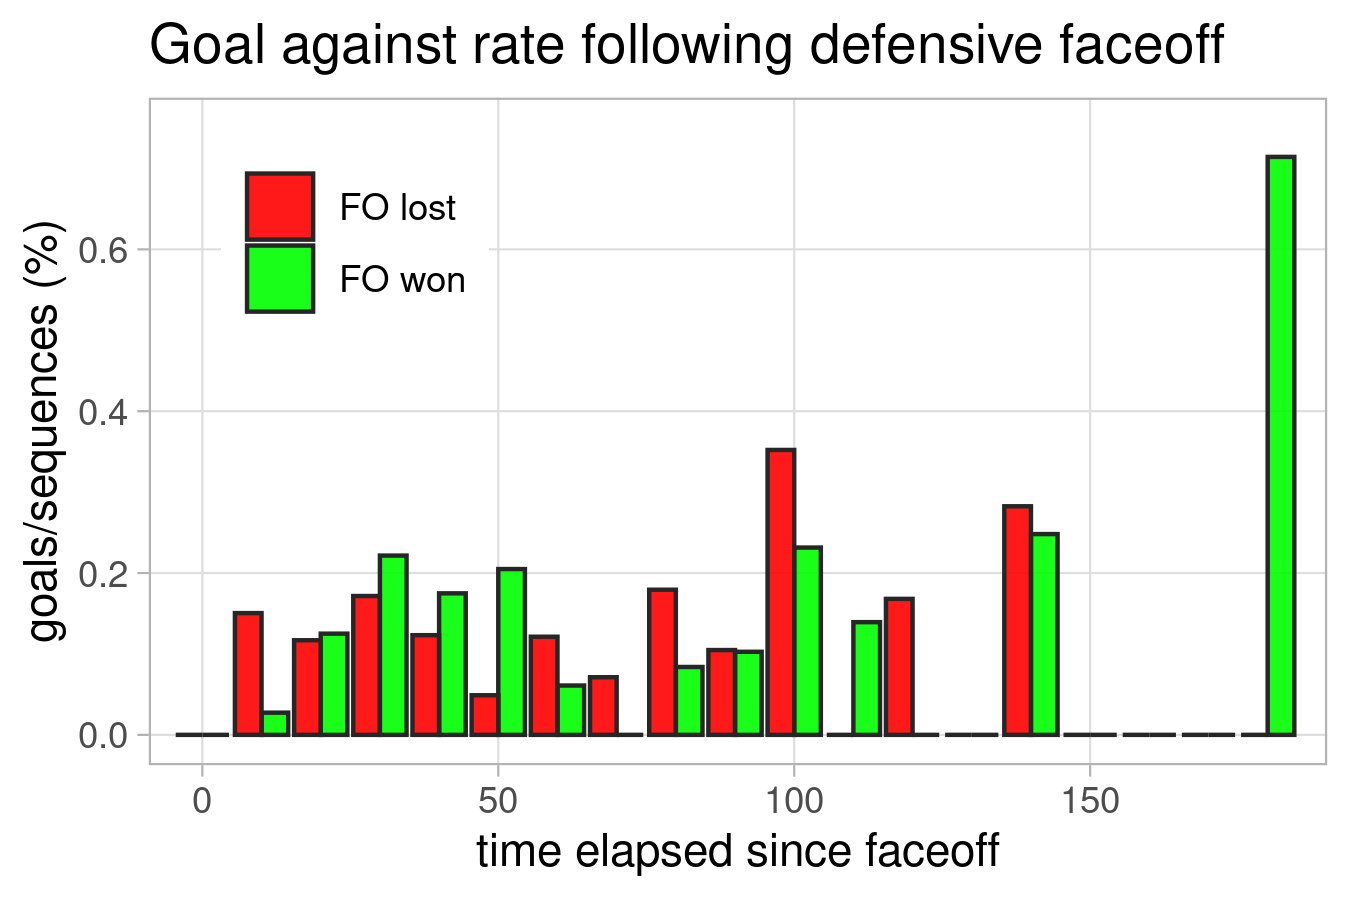 Goal against rate following defensive faceoff
goals/sequences (%)
0.6
0.4
0.2
0.0
FO lost
FO won
0 50 100 150
time elapsed since faceoff